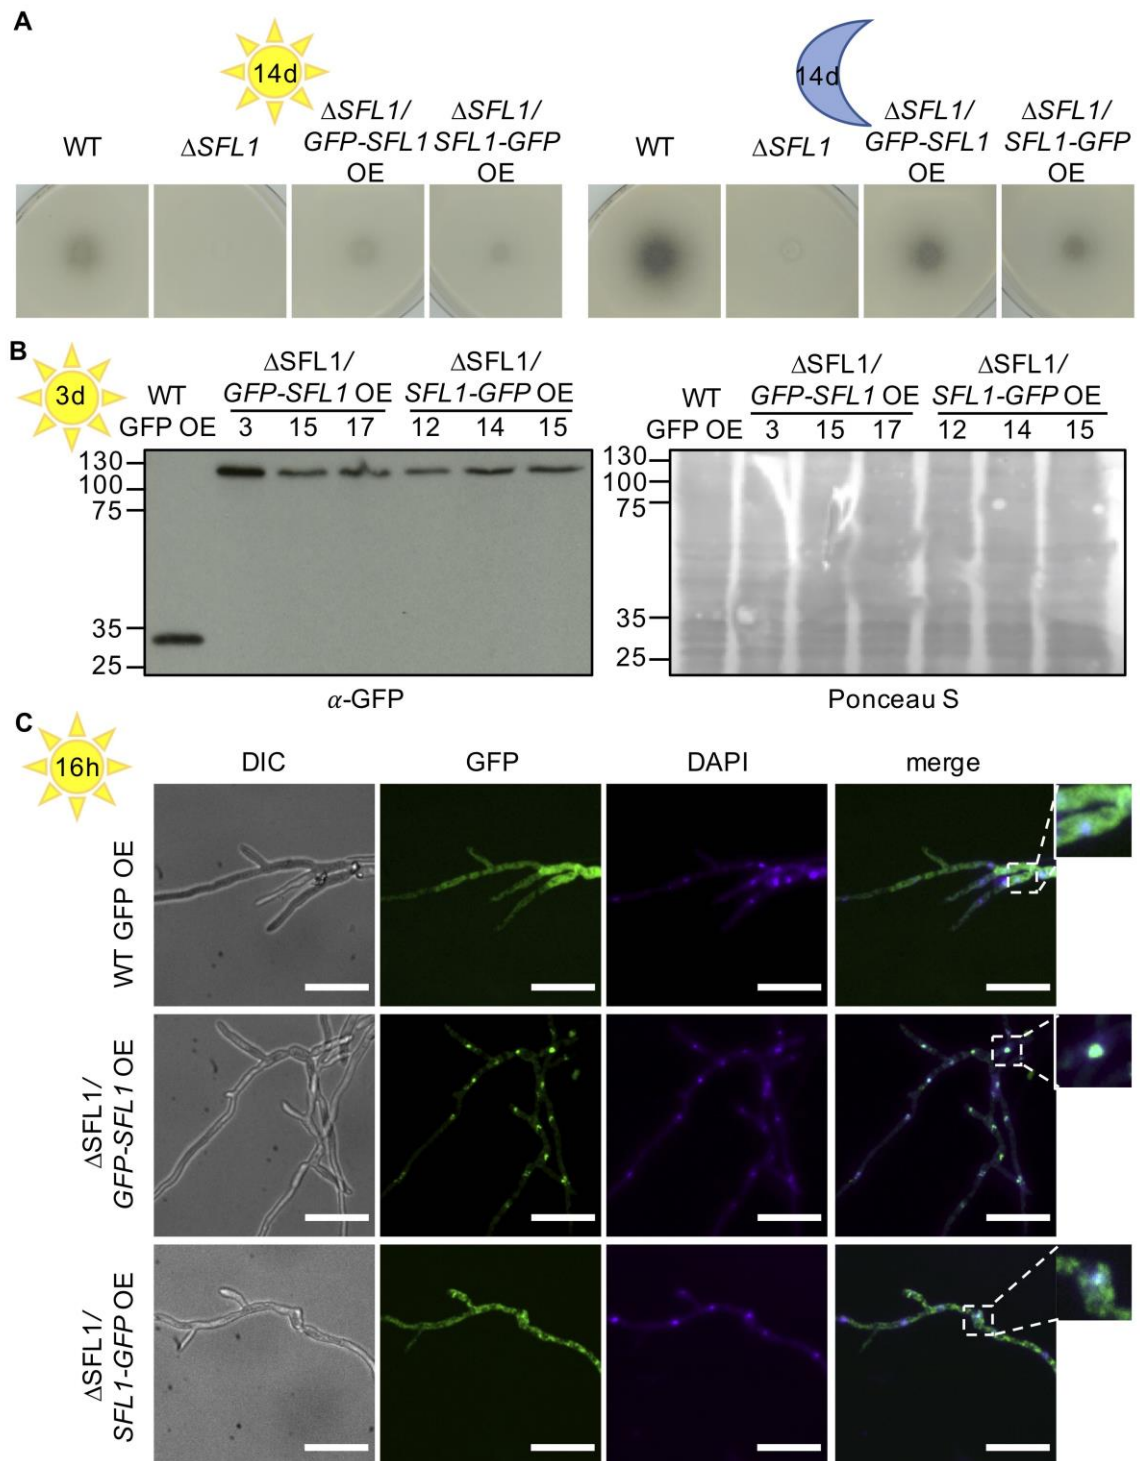 A
14d
14d
WT
ΔSFL1
ΔSFL1/
GFP-SFL1
OE
ΔSFL1/
SFL1-GFP
OE
WT
ΔSFL1
ΔSFL1/
GFP-SFL1
OE
ΔSFL1/
SFL1-GFP
OE
B
3d
WT
GFP OE
ΔSFL1/
GFP-SFL1 OE
ΔSFL1/
SFL1-GFP OE
3 15 17 12 14 15
130
100
75
35
25
α-GFP
WT
GFP OE
ΔSFL1/
GFP-SFL1 OE
ΔSFL1/
SFL1-GFP OE
3 15 17 12 14 15
130
100
75
35
25
Ponceau S
C
16h
DIC GFP DAPI merge
WT GFP OE
ΔSFL1/
GFP-SFL1 OE
ΔSFL1/
SFL1-GFP OE